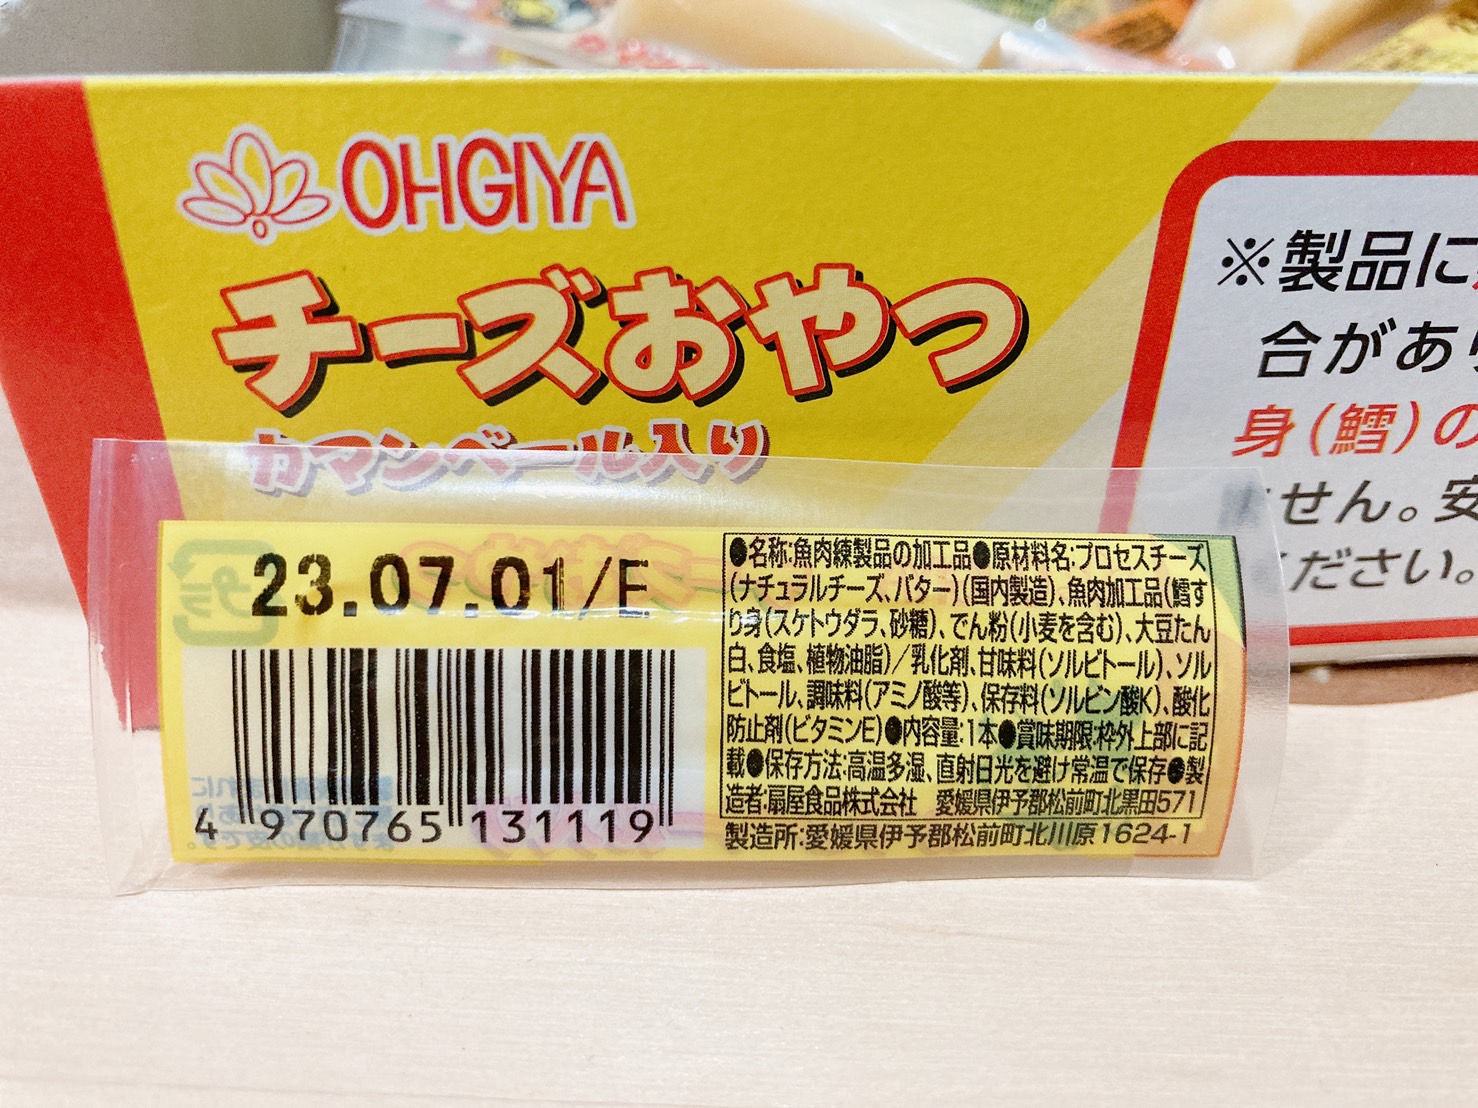 OHGIYA
チーズおやつ
カマンベール入り
※製品に
合があり
身(鱈)の
せん。安
ださい。
プラ
23.07.01/E
4 970765 131119
●名称:魚肉練製品の加工品●原材料名:プロセスチーズ
(ナチュラルチーズ、バター)(国内製造)、魚肉加工品(鱈す
り身(スケトウダラ、砂糖)、でん粉(小麦を含む)、大豆たん
白、食塩、植物油脂)/乳化剤、甘味料(ソルビトール)、ソル
ビトール、調味料(アミノ酸等)、保存料(ソルビン酸K)、酸化
防止剤(ビタミンE)●内容量:1本●賞味期限:枠外上部に記
載●保存方法:高温多湿、直射日光を避け常温で保存●製
造者:扇屋食品株式会社 愛媛県伊予郡松前町北黒田571
製造所:愛媛県伊予郡松前町北川原1624-1